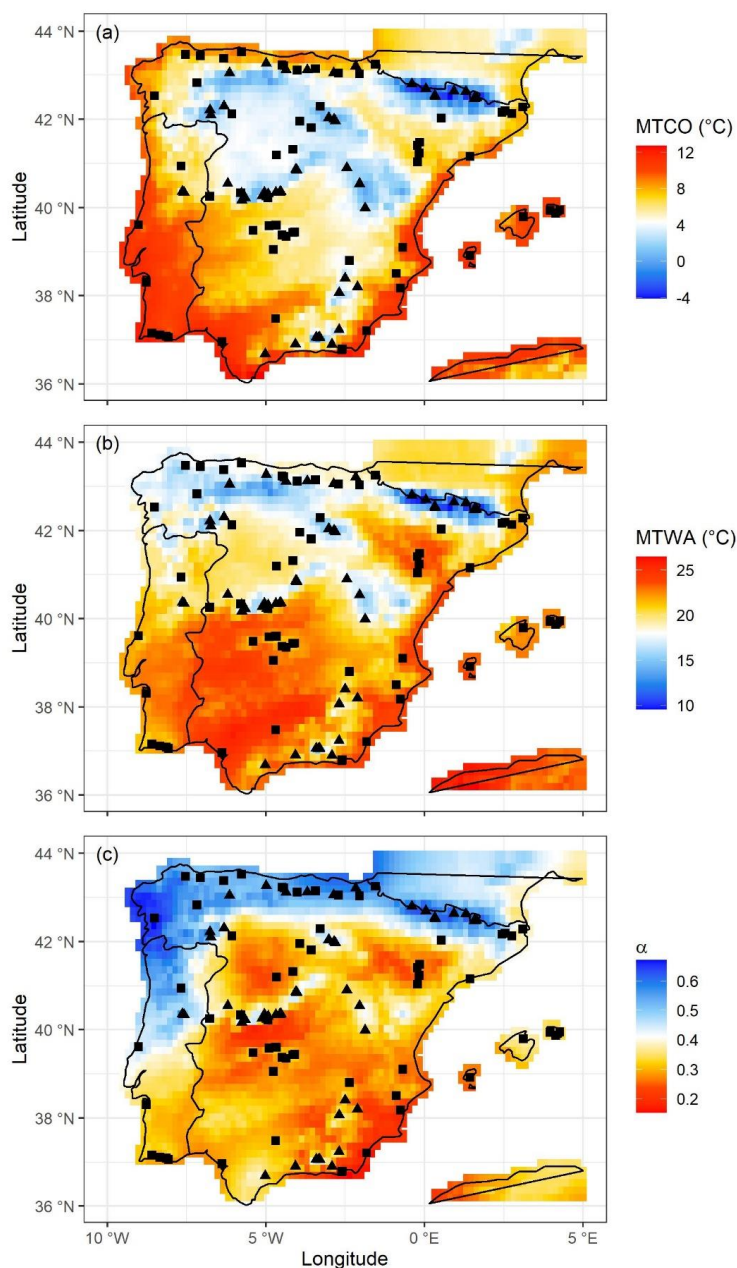 (a)
44 °N
42 °N
40 °N
38 °N
36 °N
Latitude
MTCO (°C)
12
8
4
0
-4
(b)
44 °N
42 °N
40 °N
38 °N
36 °N
Latitude
MTWA (°C)
25
20
15
10
(c)
44 °N
42 °N
40 °N
38 °N
36 °N
Latitude
α
0.6
0.5
0.4
0.3
0.2
10 °W
5 °W
0 °E
5 °E
Longitude